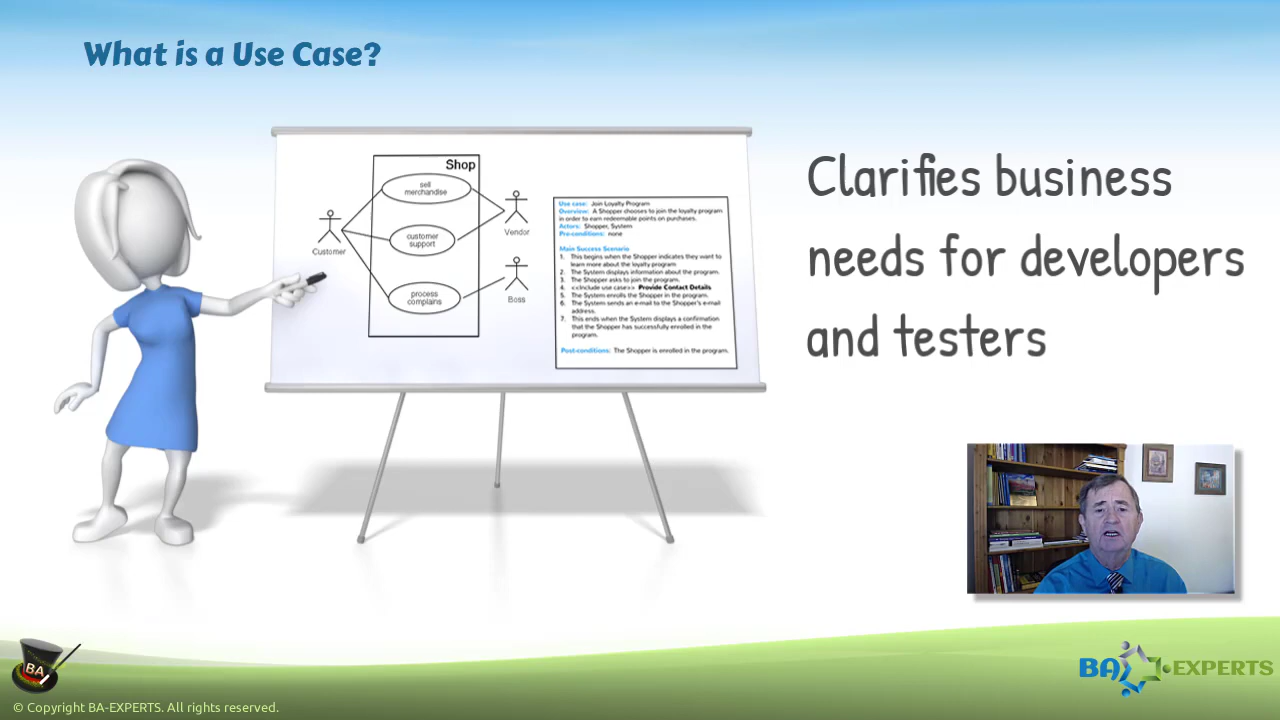 What is a Use Case?
Shop
sell
merchandise
customer
support
process
complains
Customer
Vendor
Boss
Use case: Join Loyalty Program
Overview: A Shopper chooses to join the loyalty program
in order to earn redeemable points on purchases.
Actors: Shopper, System
Pre-conditions: none
Main Success Scenario
1. This begins when the Shopper indicates they want to
learn more about the loyalty program
2. The System displays information about the program.
3. The Shopper asks to join the program.
4. <<Include use case>> Provide Contact Details
5. The System enrolls the Shopper in the program.
6. The System sends an e-mail to the Shopper's e-mail
address.
7. This ends when the System displays a confirmation
that the Shopper has successfully enrolled in the
program.
Post-conditions: The Shopper is enrolled in the program.
Clarifies business
needs for developers
and testers
BA
© Copyright BA-EXPERTS. All rights reserved.
BA-EXPERTS